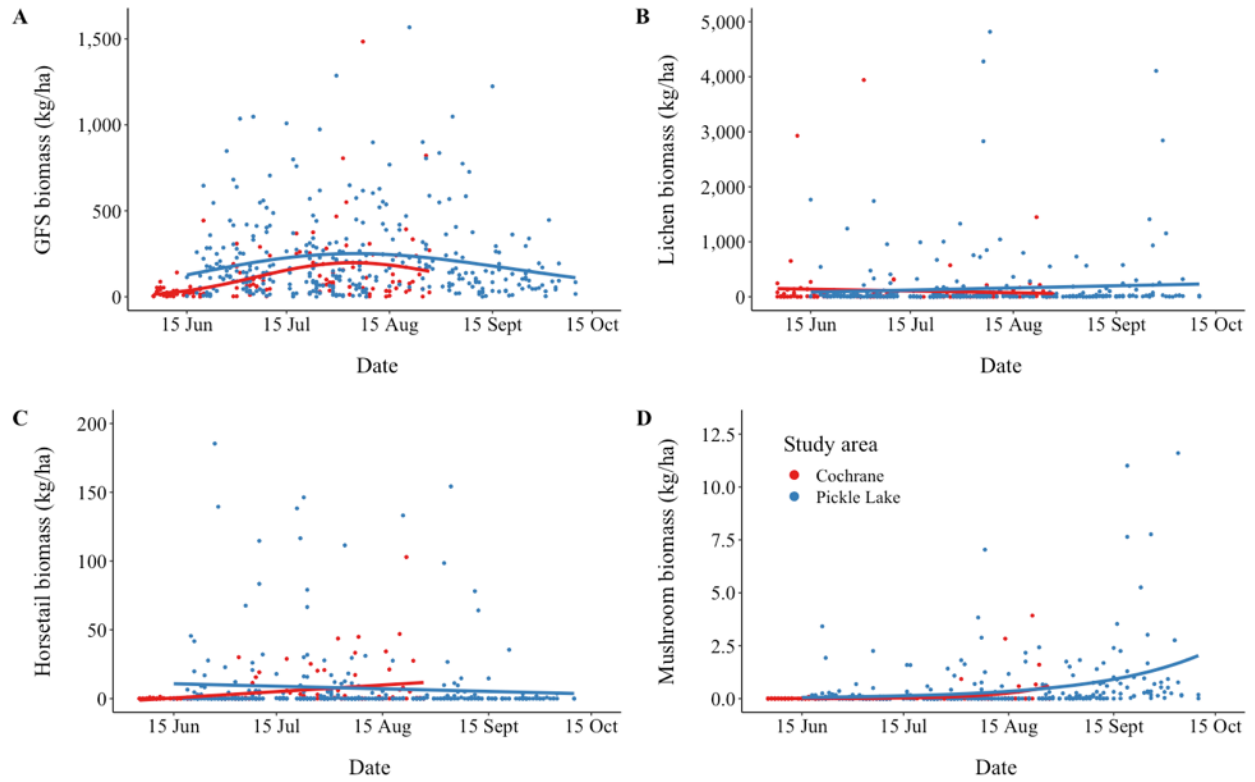 A
GFS biomass (kg/ha)
1,500
1,000
500
0
15 Jun
15 Jul
15 Aug
15 Sept
15 Oct
Date
B
Lichen biomass (kg/ha)
5,000
4,000
3,000
2,000
1,000
0
15 Jun
15 Jul
15 Aug
15 Sept
15 Oct
Date
C
Horsetail biomass (kg/ha)
200
150
100
50
0
15 Jun
15 Jul
15 Aug
15 Sept
15 Oct
Date
D
Mushroom biomass (kg/ha)
12.5
10.0
7.5
5.0
2.5
0.0
Study area
Cochrane
Pickle Lake
15 Jun
15 Jul
15 Aug
15 Sept
15 Oct
Date